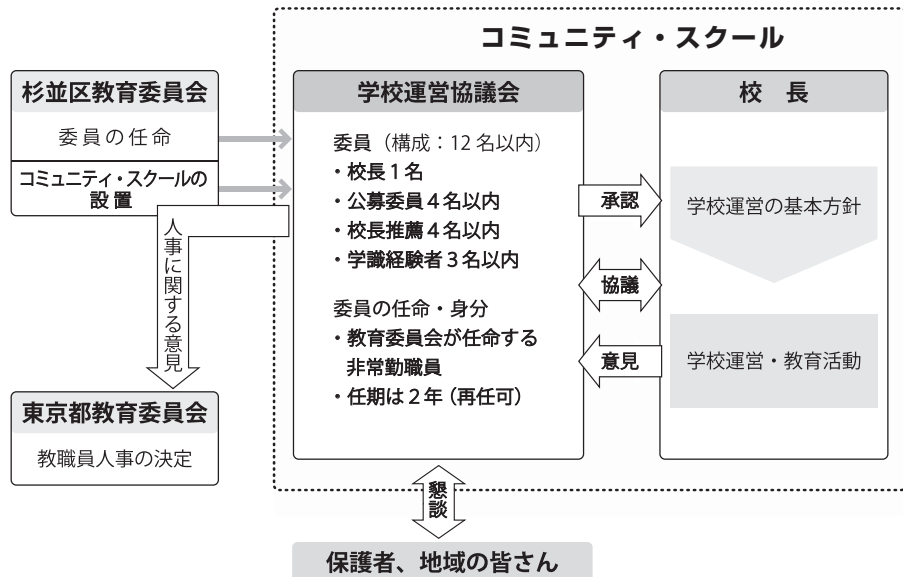 コミュニティ・スクール
杉並区教育委員会
委員の任命
コミュニティ・スクールの
設置
人事に関する意見
東京都教育委員会
教職員人事の決定
学校運営協議会
委員（構成：12名以内）
・校長1名
・公募委員4名以内
・校長推薦4名以内
・学識経験者3名以内
委員の任命・身分
・教育委員会が任命する
非常勤職員
・任期は2年（再任可）
承認
協議
意見
校　長
学校運営の基本方針
学校運営・教育活動
懇談
保護者、地域の皆さん